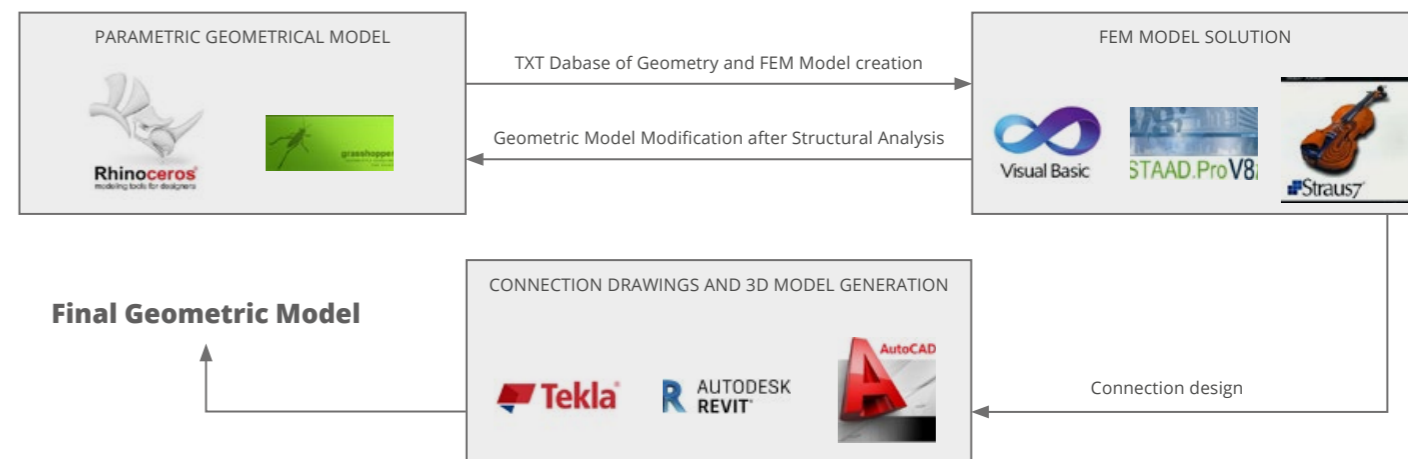 PARAMETRIC GEOMETRICAL MODEL
Rhinoceros®
modeling tools for designers
grasshopper
TXT Dabase of Geometry and FEM Model creation
Geometric Model Modification after Structural Analysis
FEM MODEL SOLUTION
Visual Basic
STAAD.Pro V8i
Straus7
CONNECTION DRAWINGS AND 3D MODEL GENERATION
Tekla®
AUTODESK
REVIT
AutoCAD
Connection design
Final Geometric Model